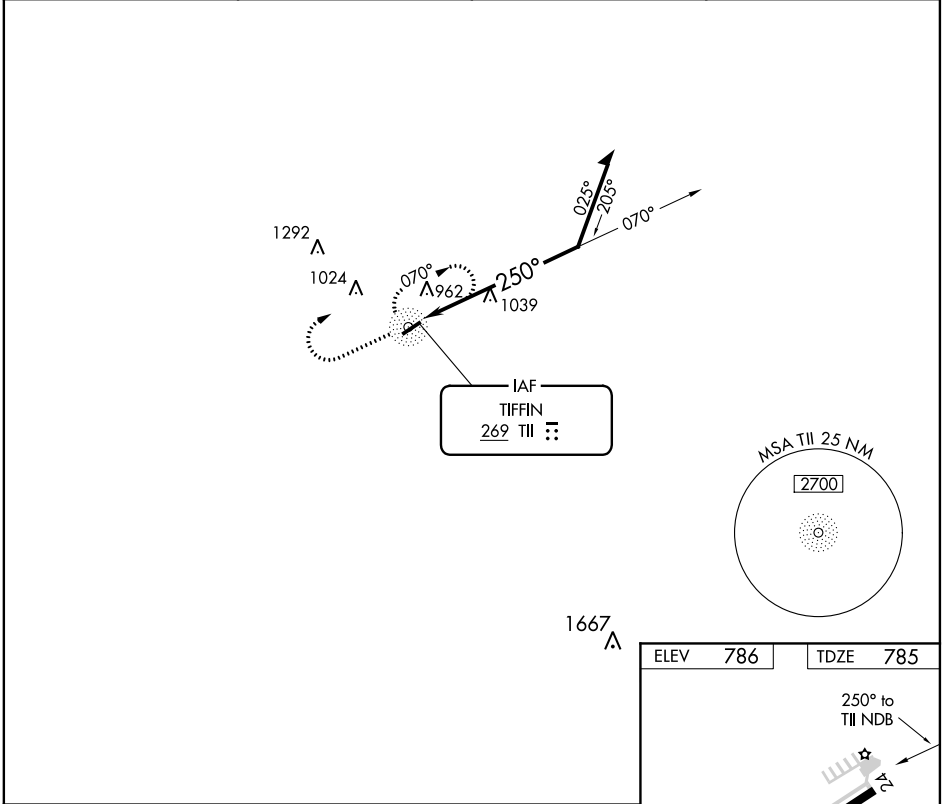 025°
205°
070°
1292
1024
070°
962
250°
1039
IAF
TIFFIN
269 TII
MSA TII 25 NM
2700
1667
ELEV 786
TDZE 785
250° to
TII NDB
24